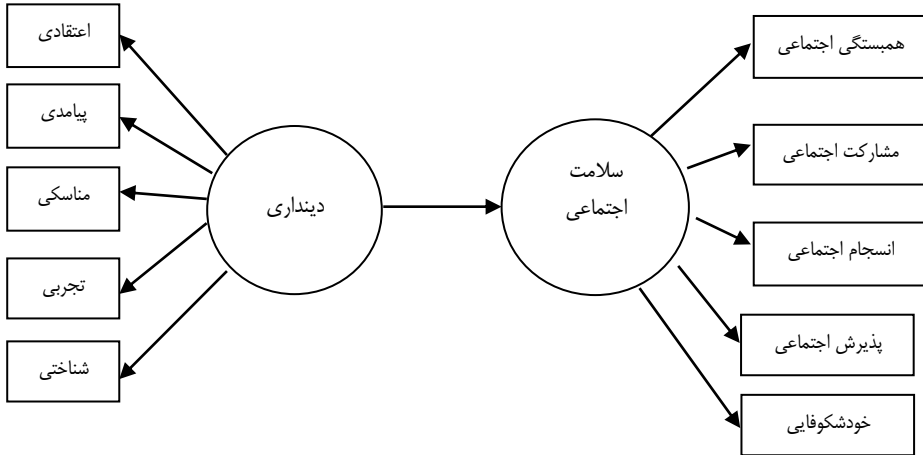 همبستگی اجتماعی
مشارکت اجتماعی
انسجام اجتماعی
پذیرش اجتماعی
خودشکوفایی
سلامت
اجتماعی
دینداری
اعتقادی
پیامدی
مناسکی
تجربی
شناختی